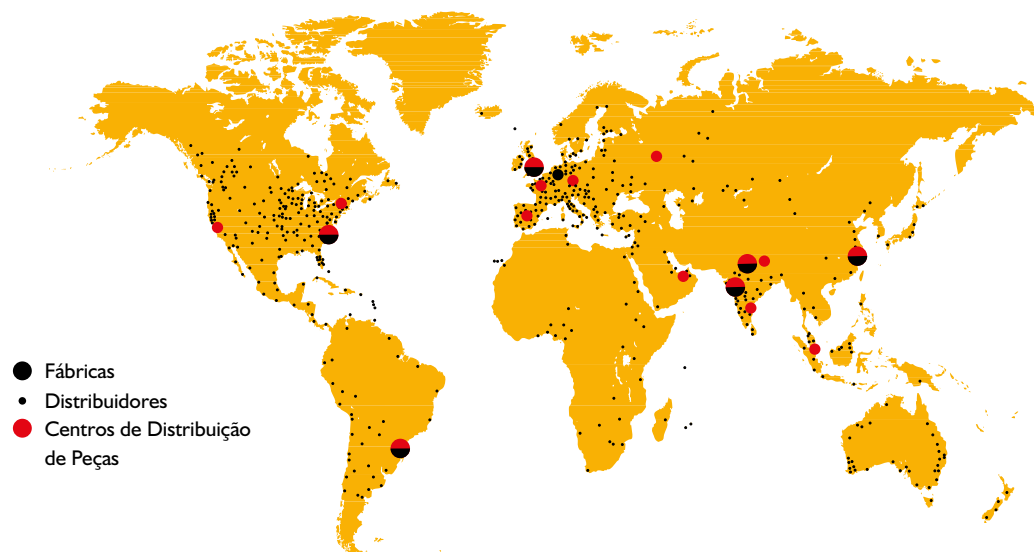 Fábricas
Distribuidores
Centros de Distribuição
de Peças